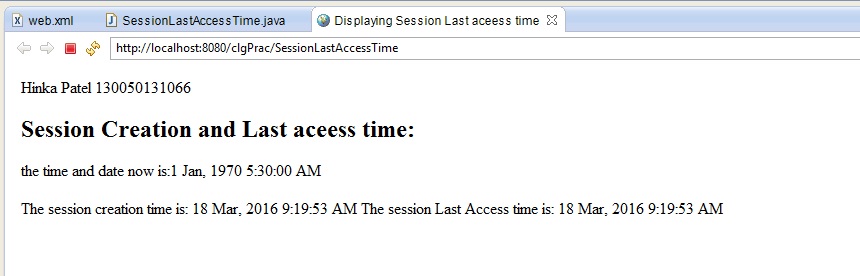 web.xml SessionLastAccessTime.java Displaying Session Last aceess time
http://localhost:8080/clgPrac/SessionLastAccessTime
Hinka Patel 130050131066
Session Creation and Last aceess time:
the time and date now is:1 Jan, 1970 5:30:00 AM
The session creation time is: 18 Mar, 2016 9:19:53 AM The session Last Access time is: 18 Mar, 2016 9:19:53 AM